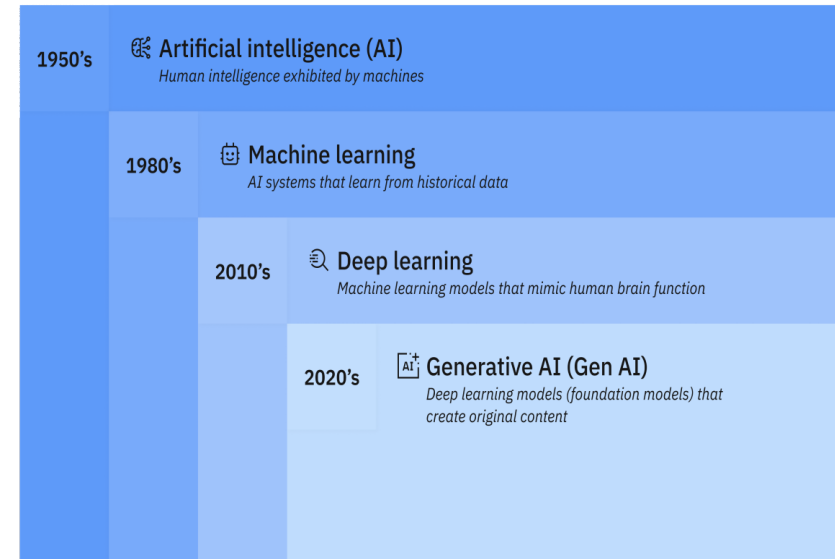 1950’s
Artificial intelligence (AI)
Human intelligence exhibited by machines
1980’s
Machine learning
AI systems that learn from historical data
2010’s
Deep learning
Machine learning models that mimic human brain function
2020’s
AI
Generative AI (Gen AI)
Deep learning models (foundation models) that
create original content